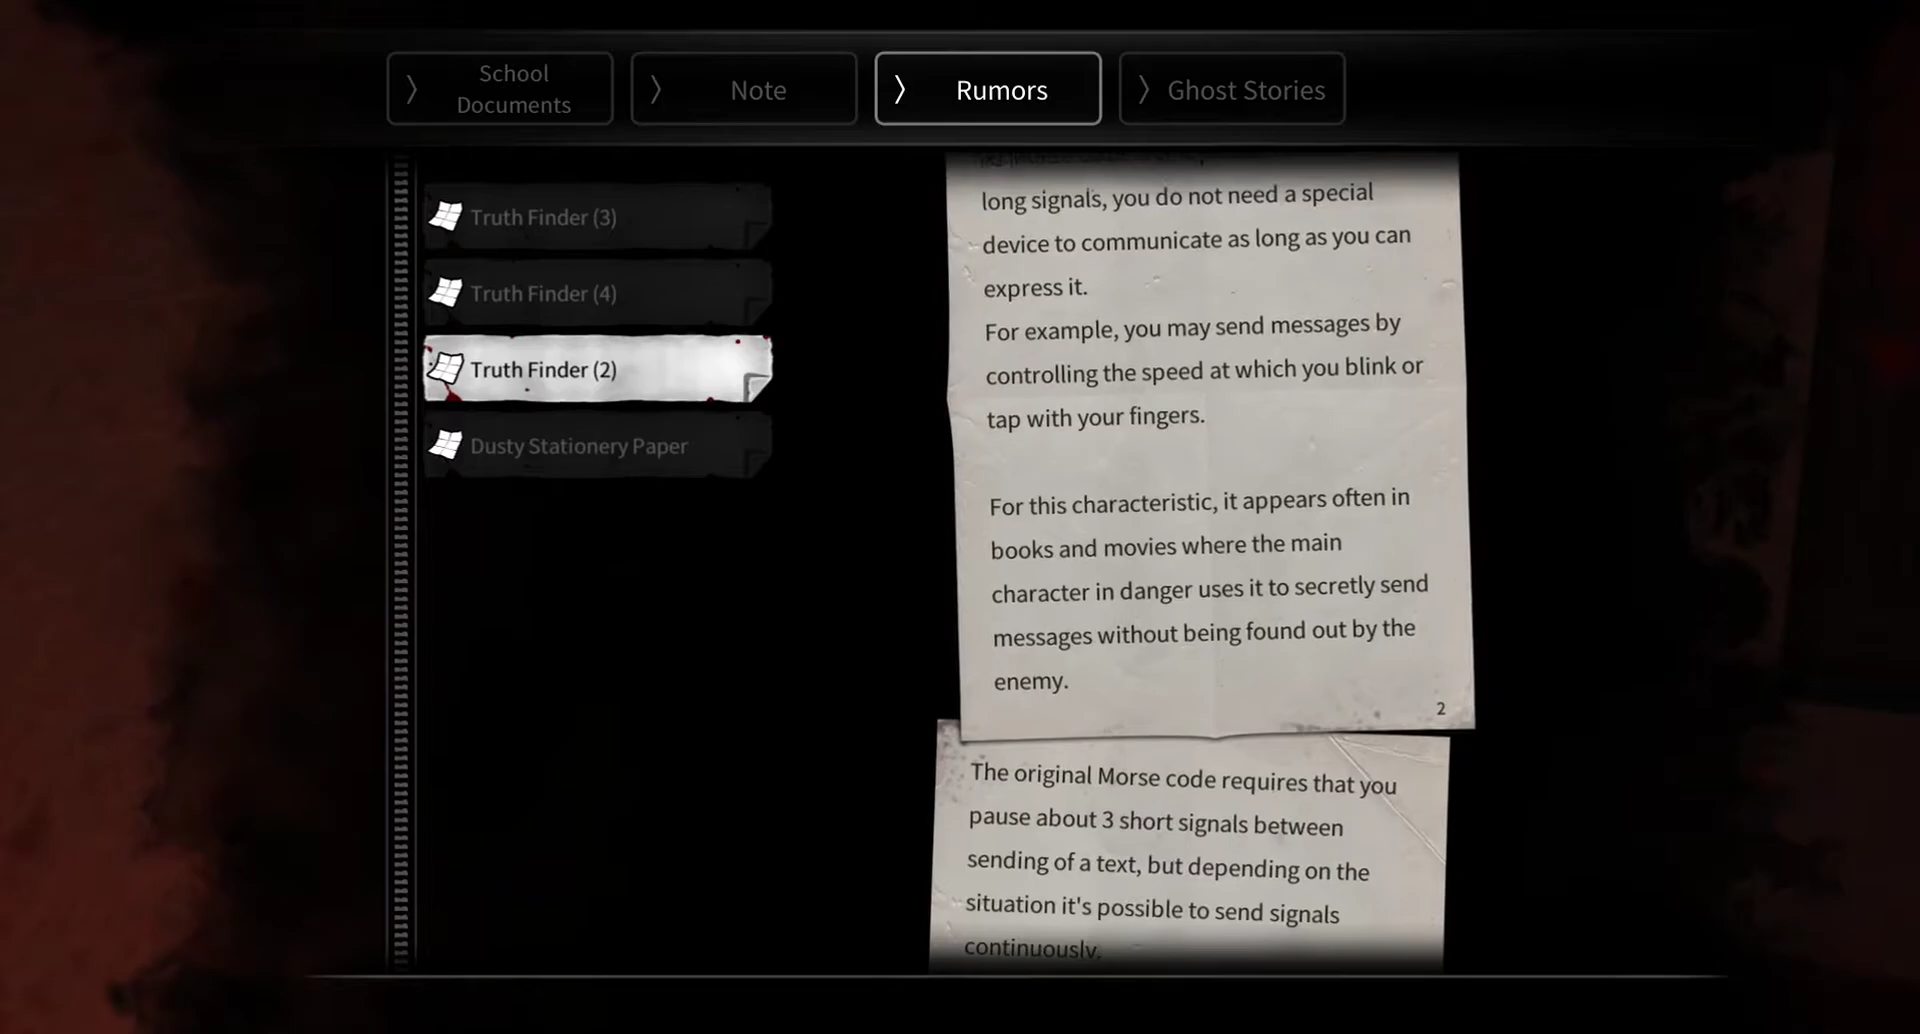 School
Documents
Note
Rumors
Ghost Stories
Truth Finder (3)
Truth Finder (4)
Truth Finder (2)
Dusty Stationery Paper
long signals, you do not need a special
device to communicate as long as you can
express it.
For example, you may send messages by
controlling the speed at which you blink or
tap with your fingers.
For this characteristic, it appears often in
books and movies where the main
character in danger uses it to secretly send
messages without being found out by the
enemy.
2
The original Morse code requires that you
pause about 3 short signals between
sending of a text, but depending on the
situation it's possible to send signals
continuously.